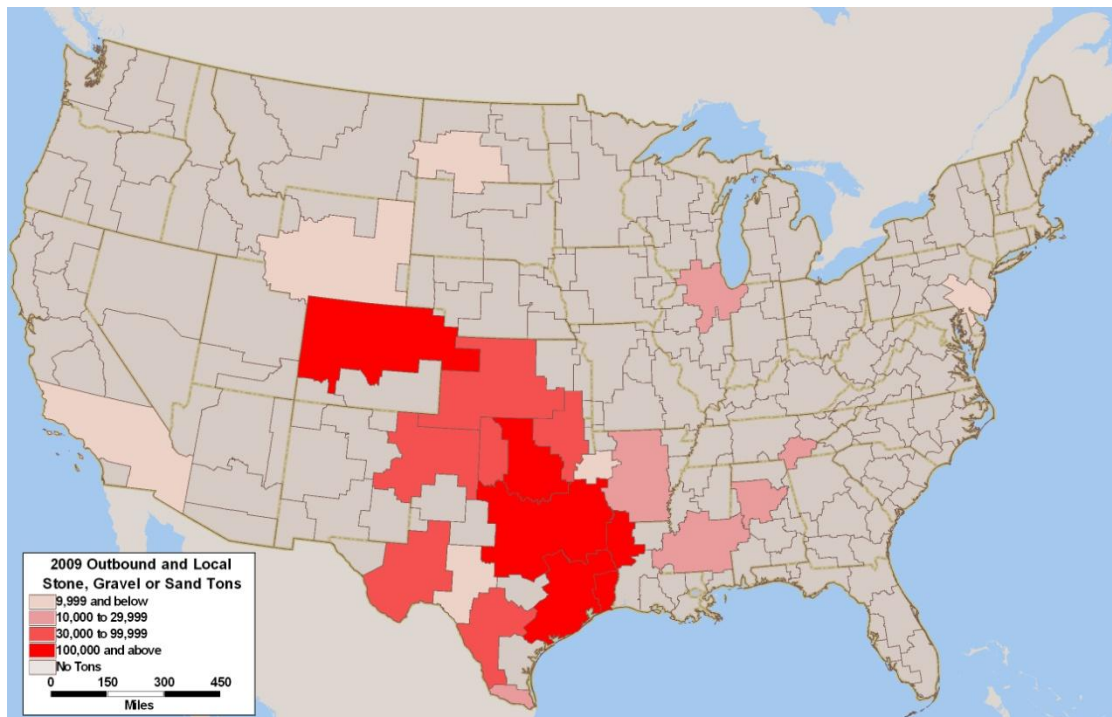 2009 Outbound and Local
Stone, Gravel or Sand Tons
9,999 and below
10,000 to 29,999
30,000 to 99,999
100,000 and above
No Tons
0 150 300 450
Miles